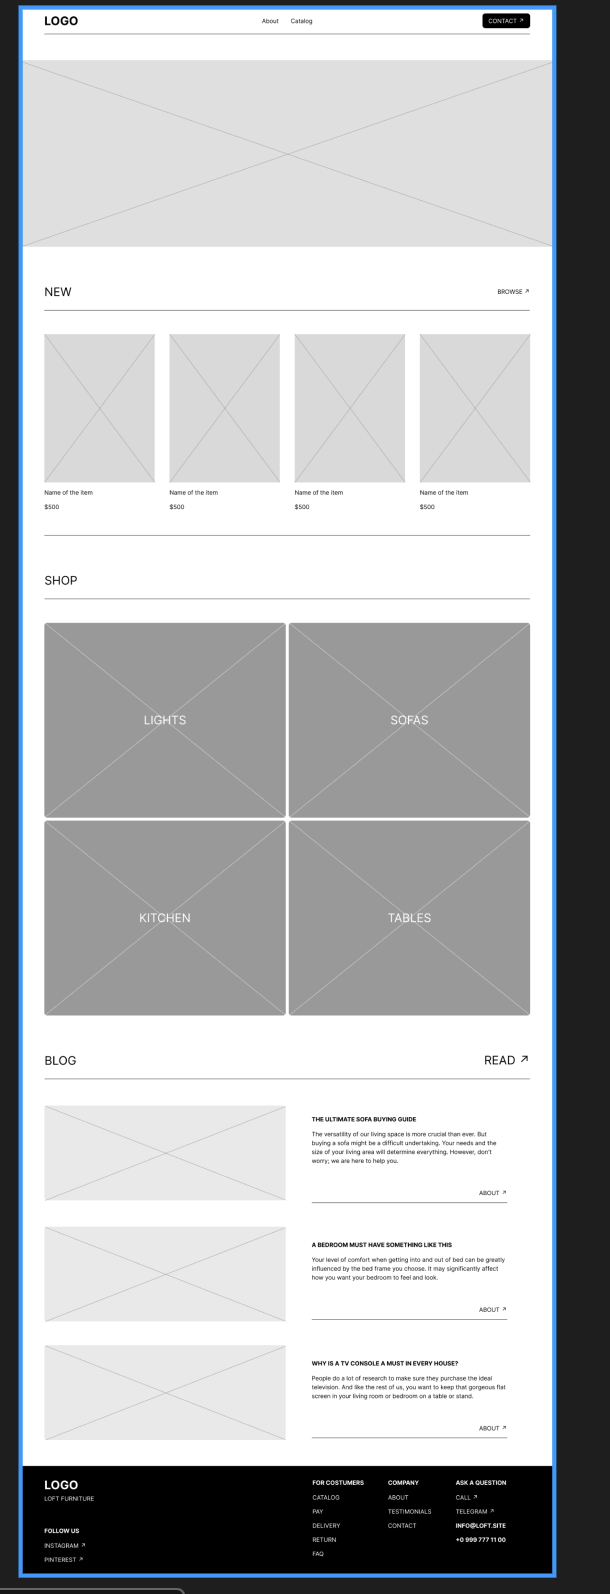 LOGO
About
Catalog
CONTACT ↗
NEW
BROWSE ↗
Name of the item
$500
Name of the item
$500
Name of the item
$500
Name of the item
$500
SHOP
LIGHTS
SOFAS
KITCHEN
TABLES
BLOG
READ ↗
THE ULTIMATE SOFA BUYING GUIDE
The versatility of our living space is more crucial than ever. But
buying a sofa might be a difficult undertaking. Your needs and the
size of your living area will determine everything. However, don't
worry; we are here to help you.
ABOUT ↗
A BEDROOM MUST HAVE SOMETHING LIKE THIS
Your level of comfort when getting into and out of bed can be greatly
influenced by the bed frame you choose. It may significantly affect
how you want your bedroom to feel and look.
ABOUT ↗
WHY IS A TV CONSOLE A MUST IN EVERY HOUSE?
People do a lot of research to make sure they purchase the ideal
television. And like the rest of us, you want to keep that gorgeous flat
screen in your living room or bedroom on a table or stand.
ABOUT ↗
LOGO
LOFT FURNITURE
FOLLOW US
INSTAGRAM ↗
PINTEREST ↗
FOR COSTUMERS
CATALOG
PAY
DELIVERY
RETURN
FAQ
COMPANY
ABOUT
TESTIMONIALS
CONTACT
ASK A QUESTION
CALL ↗
TELEGRAM ↗
INFO@LOFT.SITE
+0 999 777 11 00